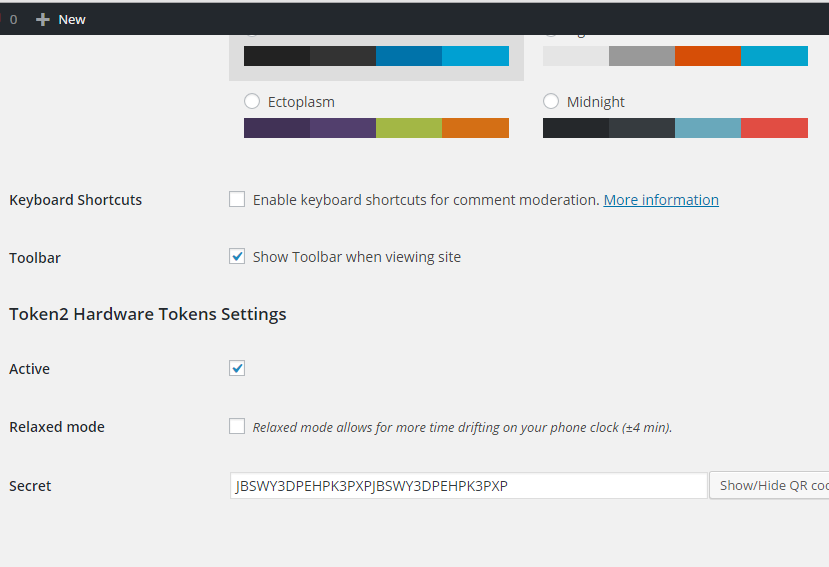 0 New
Ectoplasm Midnight
Keyboard Shortcuts Enable keyboard shortcuts for comment moderation. More information
Toolbar Show Toolbar when viewing site
Token2 Hardware Tokens Settings
Active
Relaxed mode Relaxed mode allows for more time drifting on your phone clock (±4 min).
Secret JBSWY3DPEHPK3PXPJBSWY3DPEHPK3PXP Show/Hide QR